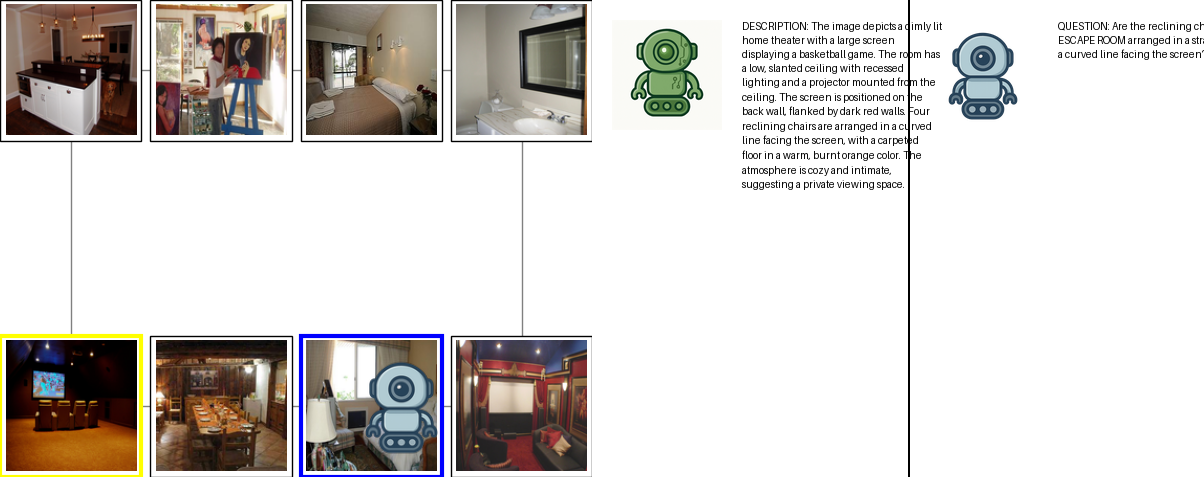 DESCRIPTION: The image depicts a dimly lit
home theater with a large screen
displaying a basketball game. The room has
a low, slanted ceiling with recessed
lighting and a projector mounted from the
ceiling. The screen is positioned on the
back wall, flanked by dark red walls. Four
reclining chairs are arranged in a curved
line facing the screen, with a carpeted
floor in a warm, burnt orange color. The
atmosphere is cozy and intimate,
suggesting a private viewing space.
QUESTION: Are the reclining ch
ESCAPE ROOM arranged in a stra
a curved line facing the screen?